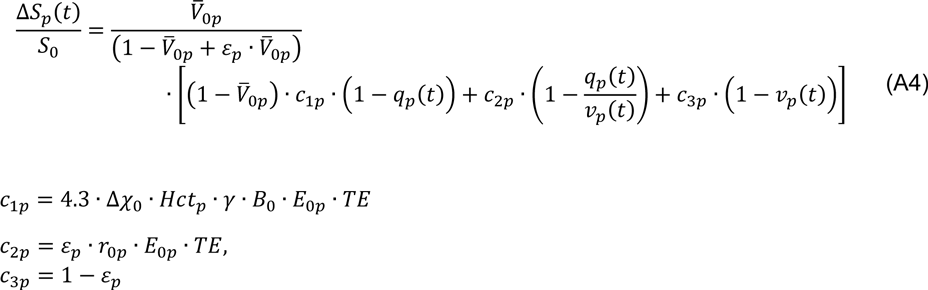 ΔS_p(t) / S_0 = V̄_0p / (1 − V̄_0p + ε_p · V̄_0p)
· [(1 − V̄_0p) · c_1p · (1 − q_p(t)) + c_2p · (1 − q_p(t) / v_p(t)) + c_3p · (1 − v_p(t))] (A4)
c_1p = 4.3 · Δχ_0 · Hct_p · γ · B_0 · E_0p · TE
c_2p = ε_p · r_0p · E_0p · TE,
c_3p = 1 − ε_p